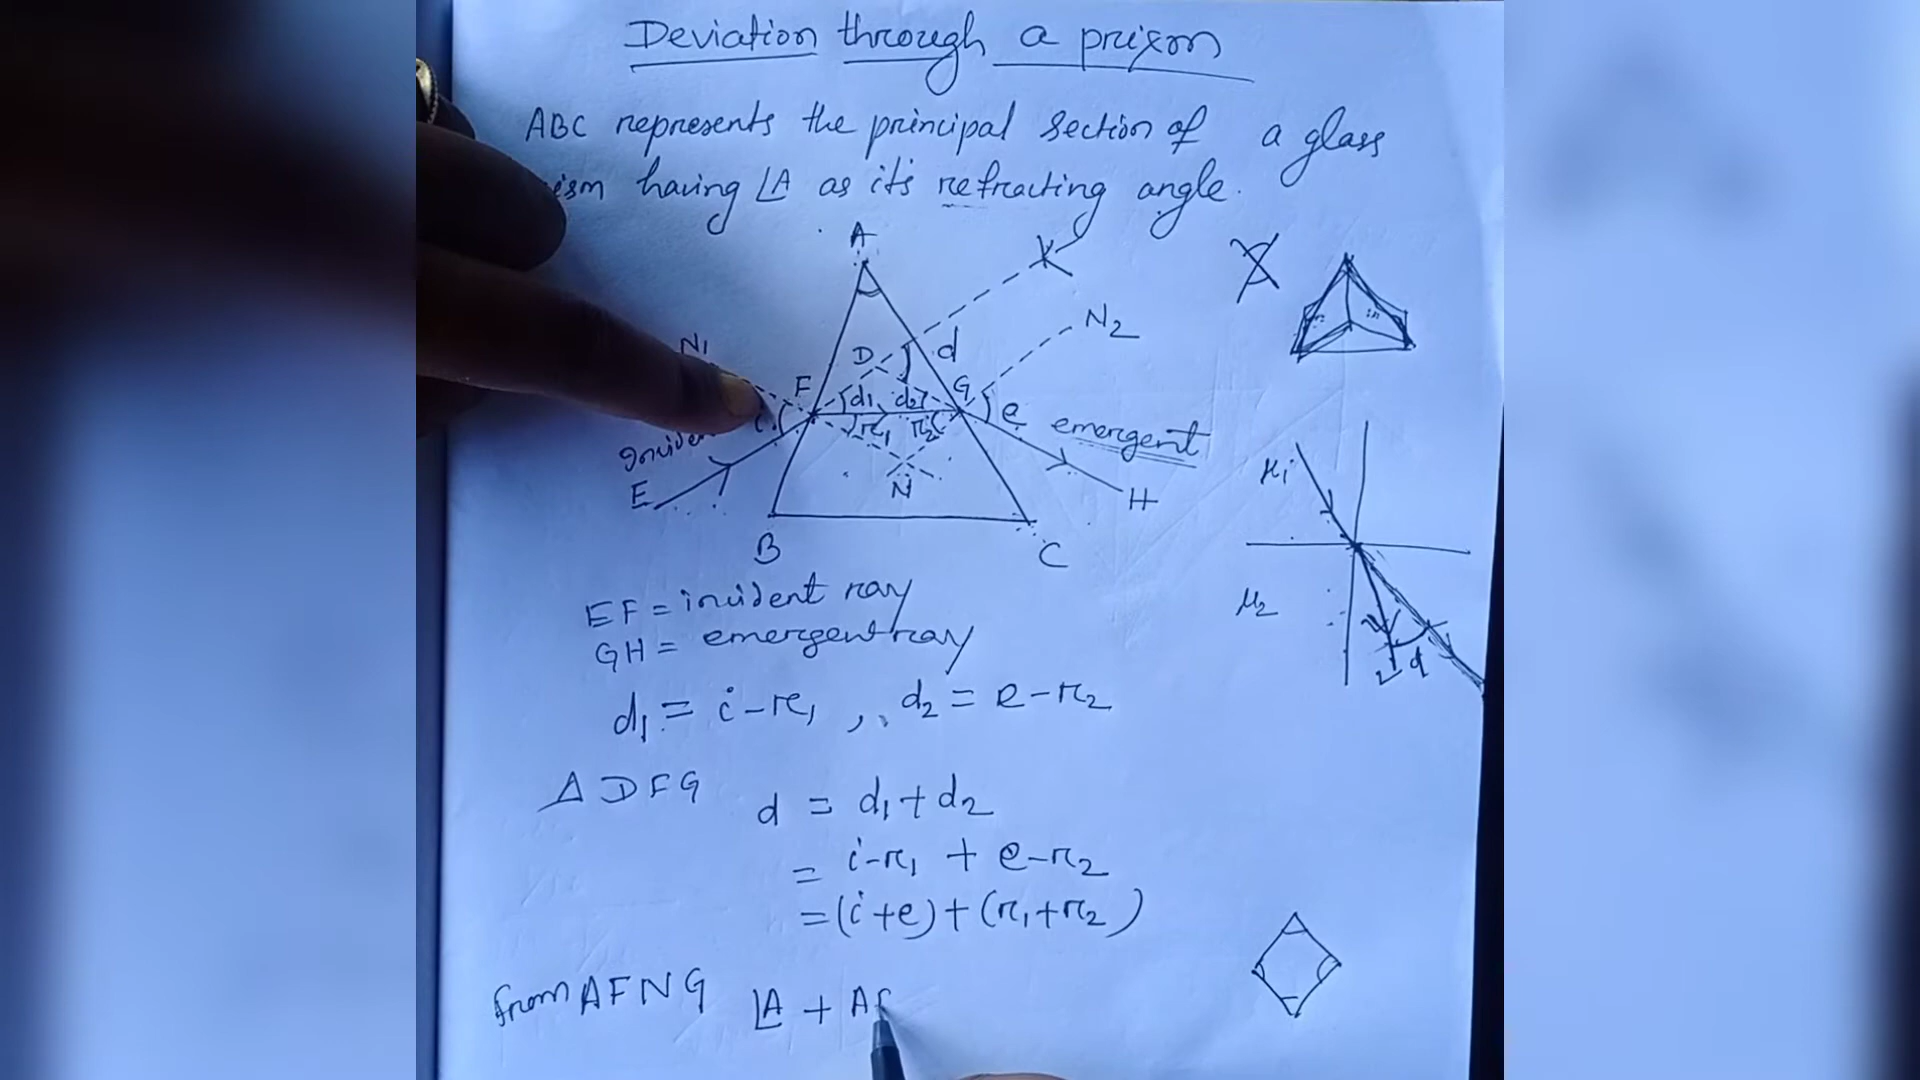 Deviation through a prism
ABC represents the principal section of a glass
ism having ∠A as its refracting angle.
A
K
N2
N1
D
d
F
G
d1
d2
e
i
r1
r2
emergent
E
N
H
B
C
μ1
μ2
d
EF = incident ray
GH = emergent ray
d1 = i - r1, d2 = e - r2
Δ DFG d = d1 + d2
= i - r1 + e - r2
= (i + e) + (r1 + r2)
from AFNG ∠A +